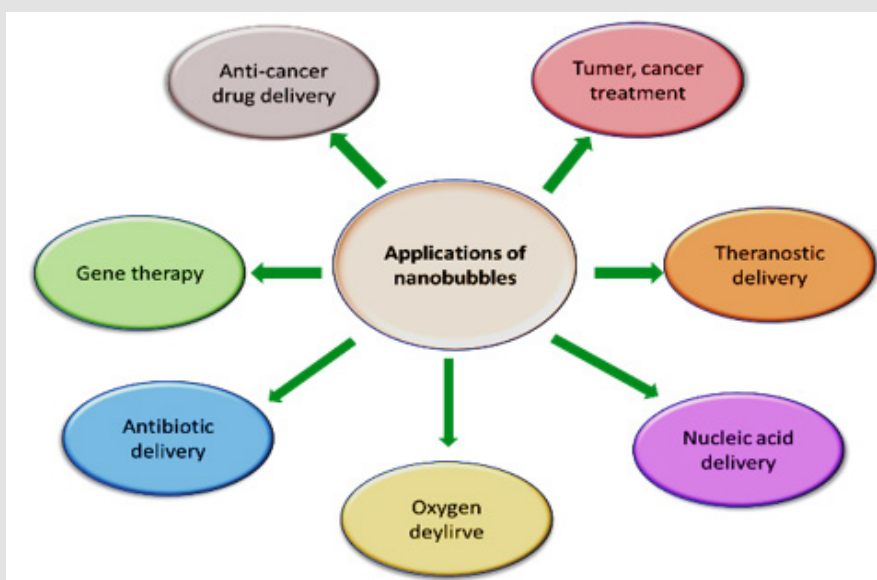 Anti-cancer
drug delivery
Tumer, cancer
treatment
Applications of
nanobubbles
Gene therapy
Theranostic
delivery
Antibiotic
delivery
Nucleic acid
delivery
Oxygen
deylirve